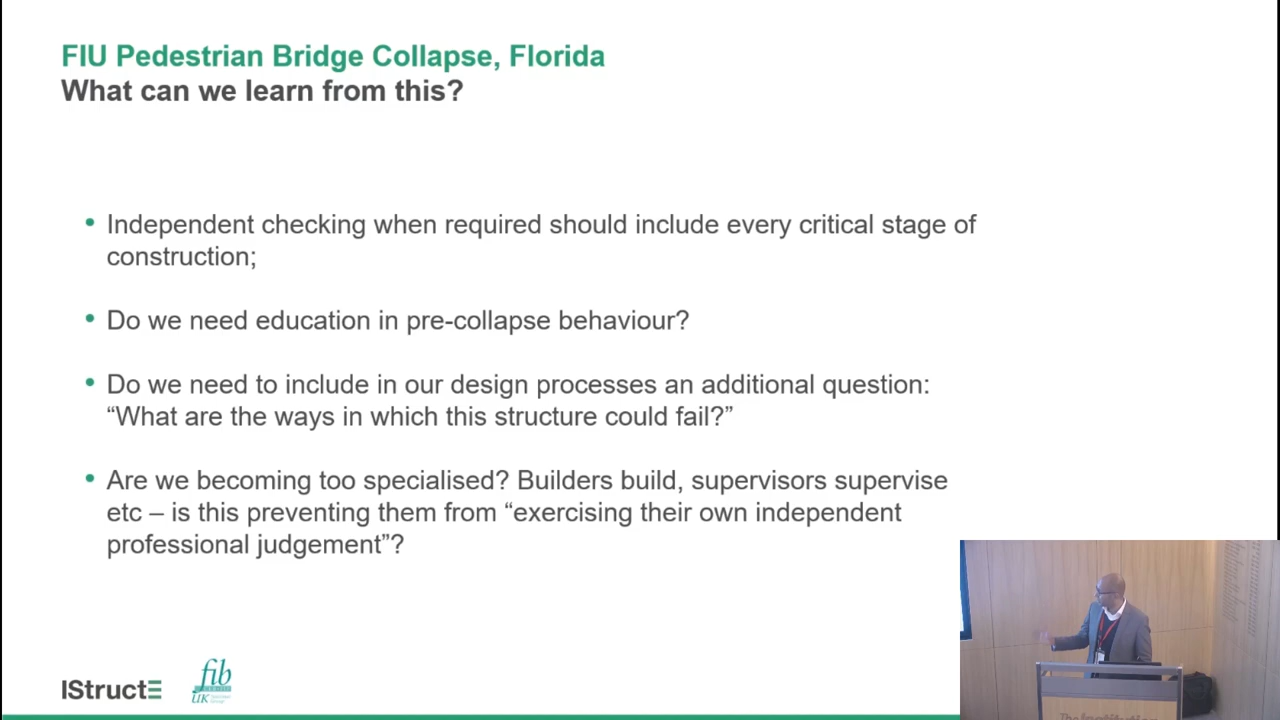 FIU Pedestrian Bridge Collapse, Florida
What can we learn from this?
• Independent checking when required should include every critical stage of
construction;
• Do we need education in pre-collapse behaviour?
• Do we need to include in our design processes an additional question:
“What are the ways in which this structure could fail?”
• Are we becoming too specialised? Builders build, supervisors supervise
etc – is this preventing them from “exercising their own independent
professional judgement”?
IStructE
fib
UK
The Institution